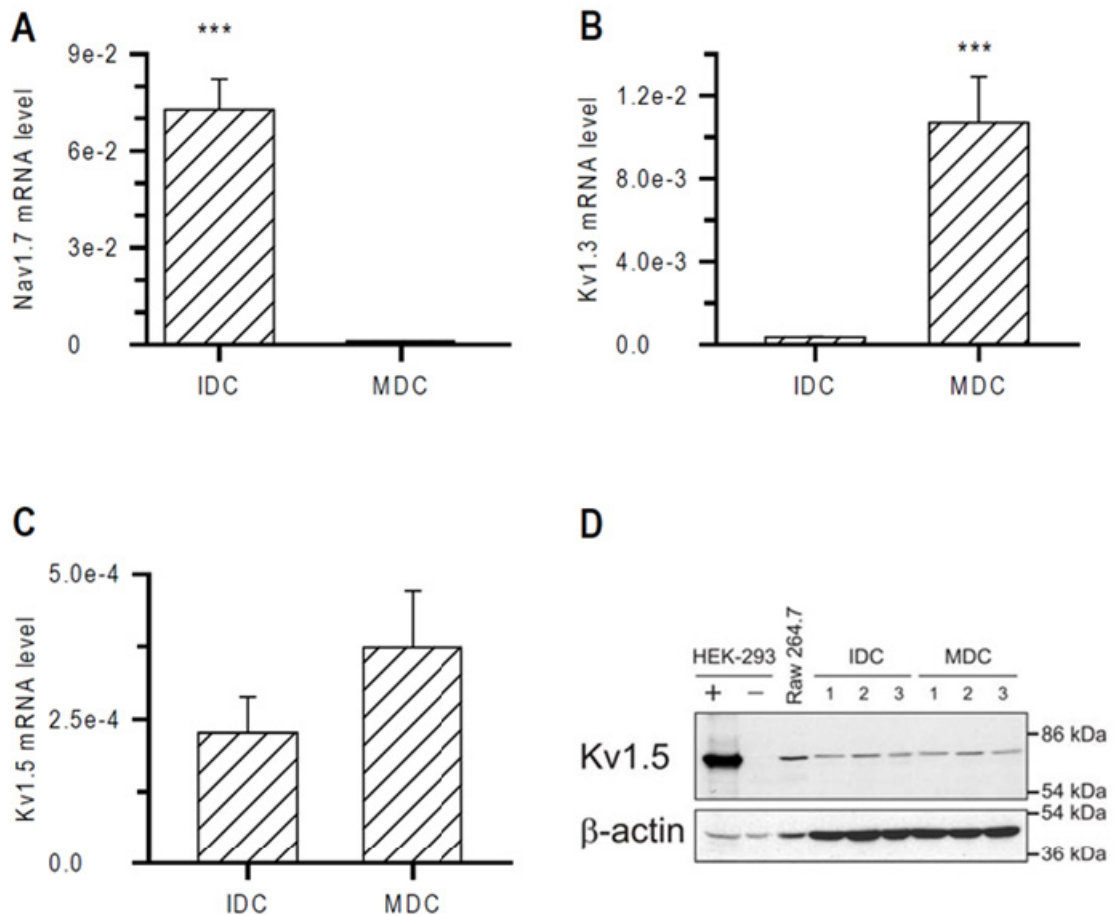 A
***
Nav1.7 mRNA level
9e-2
6e-2
3e-2
0
IDC
MDC
B
***
Kv1.3 mRNA level
1.2e-2
8.0e-3
4.0e-3
0.0
IDC
MDC
C
Kv1.5 mRNA level
5.0e-4
2.5e-4
0.0
IDC
MDC
D
HEK-293
Raw 264.7
IDC
MDC
+ − 1 2 3 1 2 3
Kv1.5
86 kDa
54 kDa
β-actin
54 kDa
36 kDa